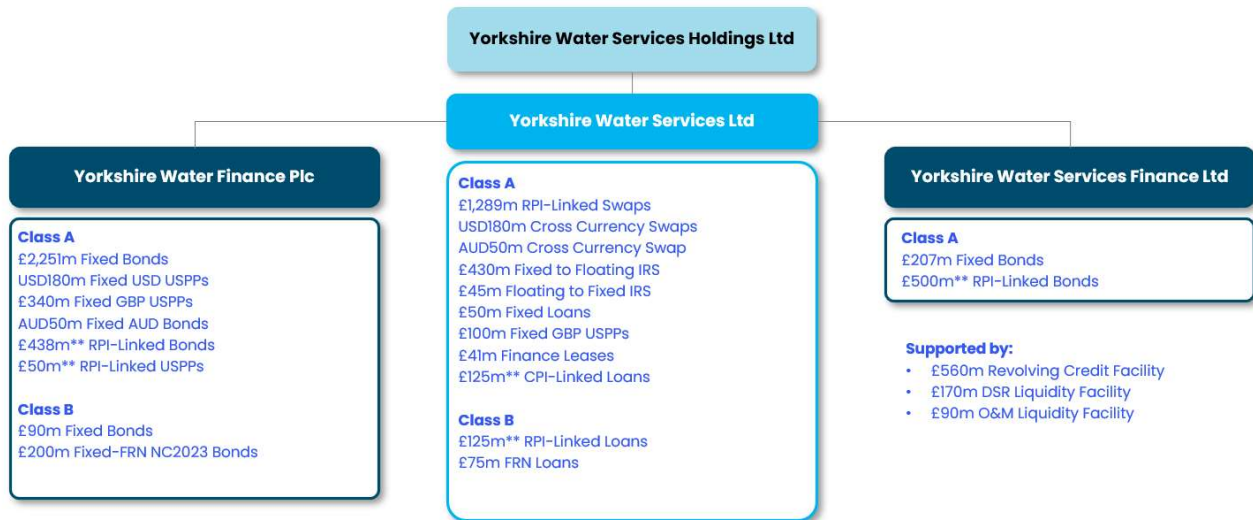 Yorkshire Water Services Holdings Ltd
Yorkshire Water Services Ltd
Yorkshire Water Finance Plc
Class A
£2,251m Fixed Bonds
USD180m Fixed USD USPPs
£340m Fixed GBP USPPs
AUD50m Fixed AUD Bonds
£438m** RPI-Linked Bonds
£50m** RPI-Linked USPPs
Class B
£90m Fixed Bonds
£200m Fixed-FRN NC2023 Bonds
Class A
£1,289m RPI-Linked Swaps
USD180m Cross Currency Swaps
AUD50m Cross Currency Swap
£430m Fixed to Floating IRS
£45m Floating to Fixed IRS
£50m Fixed Loans
£100m Fixed GBP USPPs
£41m Finance Leases
£125m** CPI-Linked Loans
Class B
£125m** RPI-Linked Loans
£75m FRN Loans
Yorkshire Water Services Finance Ltd
Class A
£207m Fixed Bonds
£500m** RPI-Linked Bonds
Supported by:
• £560m Revolving Credit Facility
• £170m DSR Liquidity Facility
• £90m O&M Liquidity Facility